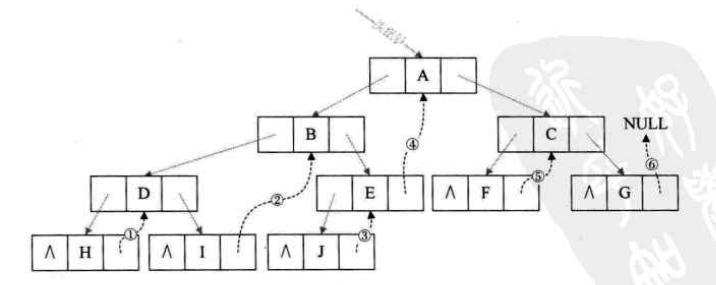 A
B
C
NULL
④
⑥
D
②
E
⑤
∧ F
∧ G
①
③
∧ H
∧ I
∧ J